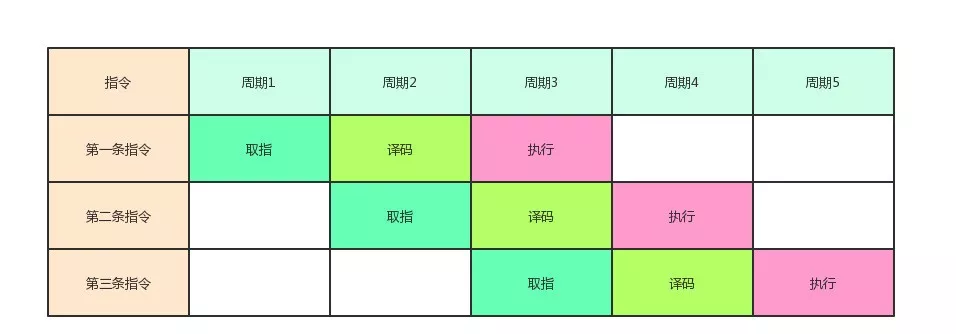 指令 周期1 周期2 周期3 周期4 周期5
第一条指令 取指 译码 执行
第二条指令 取指 译码 执行
第三条指令 取指 译码 执行